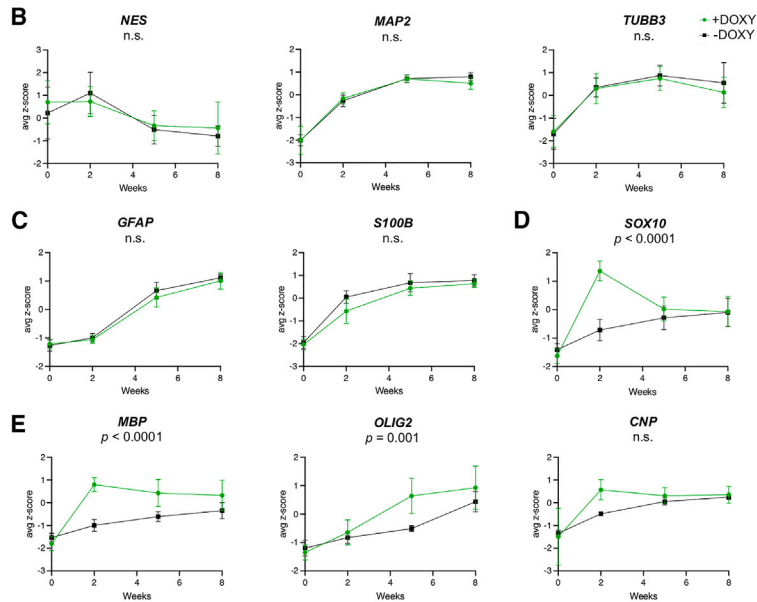 B
NES
n.s.
MAP2
n.s.
TUBB3
n.s.
+DOXY
-DOXY
avg z-score
3
2
1
0
-1
-2
0 2 4 6 8
Weeks
avg z-score
2
1
0
-1
-2
-3
0 2 4 6 8
Weeks
avg z-score
2
1
0
-1
-2
-3
0 2 4 6 8
Weeks
C
GFAP
n.s.
S100B
n.s.
D
SOX10
p < 0.0001
avg z-score
2
1
0
-1
-2
0 2 4 6 8
Weeks
avg z-score
2
1
0
-1
-2
-3
0 2 4 6 8
Weeks
avg z-score
2
1
0
-1
-2
0 2 4 6 8
Weeks
E
MBP
p < 0.0001
OLIG2
p = 0.001
CNP
n.s.
avg z-score
2
1
0
-1
-2
-3
0 2 4 6 8
Weeks
avg z-score
2
1
0
-1
-2
0 2 4 6 8
Weeks
avg z-score
2
1
0
-1
-2
-3
0 2 4 6 8
Weeks